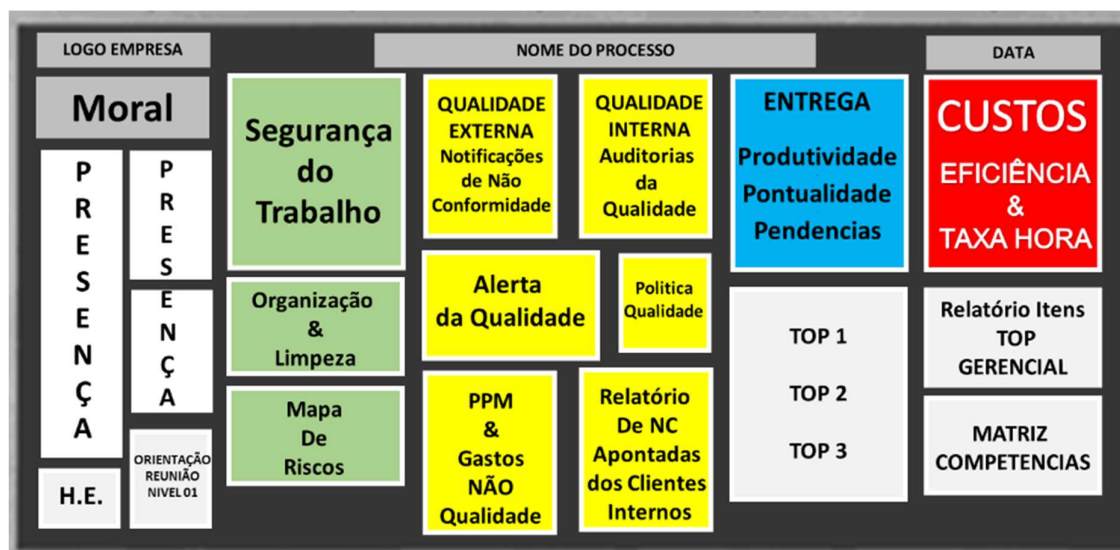 LOGO EMPRESA
NOME DO PROCESSO
DATA
Moral
PRESENÇA
PRESENÇA
H.E.
ORIENTAÇÃO
REUNIÃO
NIVEL 01
Segurança
do
Trabalho
Organização
&
Limpeza
Mapa
De
Riscos
QUALIDADE
EXTERNA
Notificações
de Não
Conformidade
QUALIDADE
INTERNA
Auditorias
da
Qualidade
Alerta
da Qualidade
Politica
Qualidade
PPM
&
Gastos
NÃO
Qualidade
Relatório
De NC
Apontadas
dos Clientes
Internos
ENTREGA
Produtividade
Pontualidade
Pendencias
TOP 1
TOP 2
TOP 3
CUSTOS
EFICIÊNCIA
&
TAXA HORA
Relatório Itens
TOP
GERENCIAL
MATRIZ
COMPETENCIAS